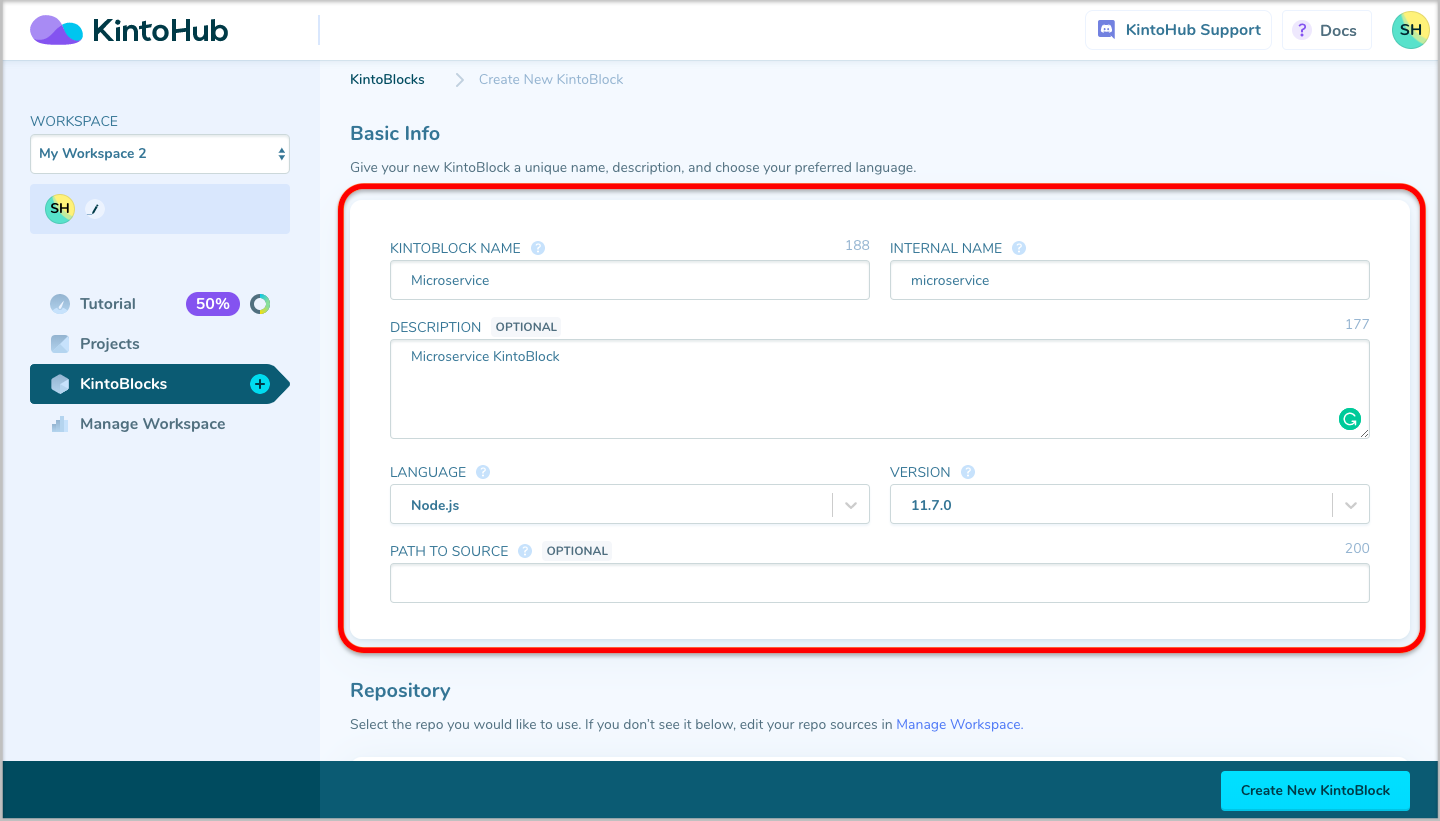 KintoHub
KintoHub Support
? Docs
SH
KintoBlocks
Create New KintoBlock
WORKSPACE
My Workspace 2
SH
Tutorial 50%
Projects
KintoBlocks +
Manage Workspace
Basic Info
Give your new KintoBlock a unique name, description, and choose your preferred language.
KINTOBLOCK NAME ? 188
Microservice
INTERNAL NAME ?
microservice
DESCRIPTION OPTIONAL 177
Microservice KintoBlock
LANGUAGE ?
Node.js
VERSION ?
11.7.0
PATH TO SOURCE ? OPTIONAL 200
Repository
Select the repo you would like to use. If you don't see it below, edit your repo sources in Manage Workspace.
Create New KintoBlock